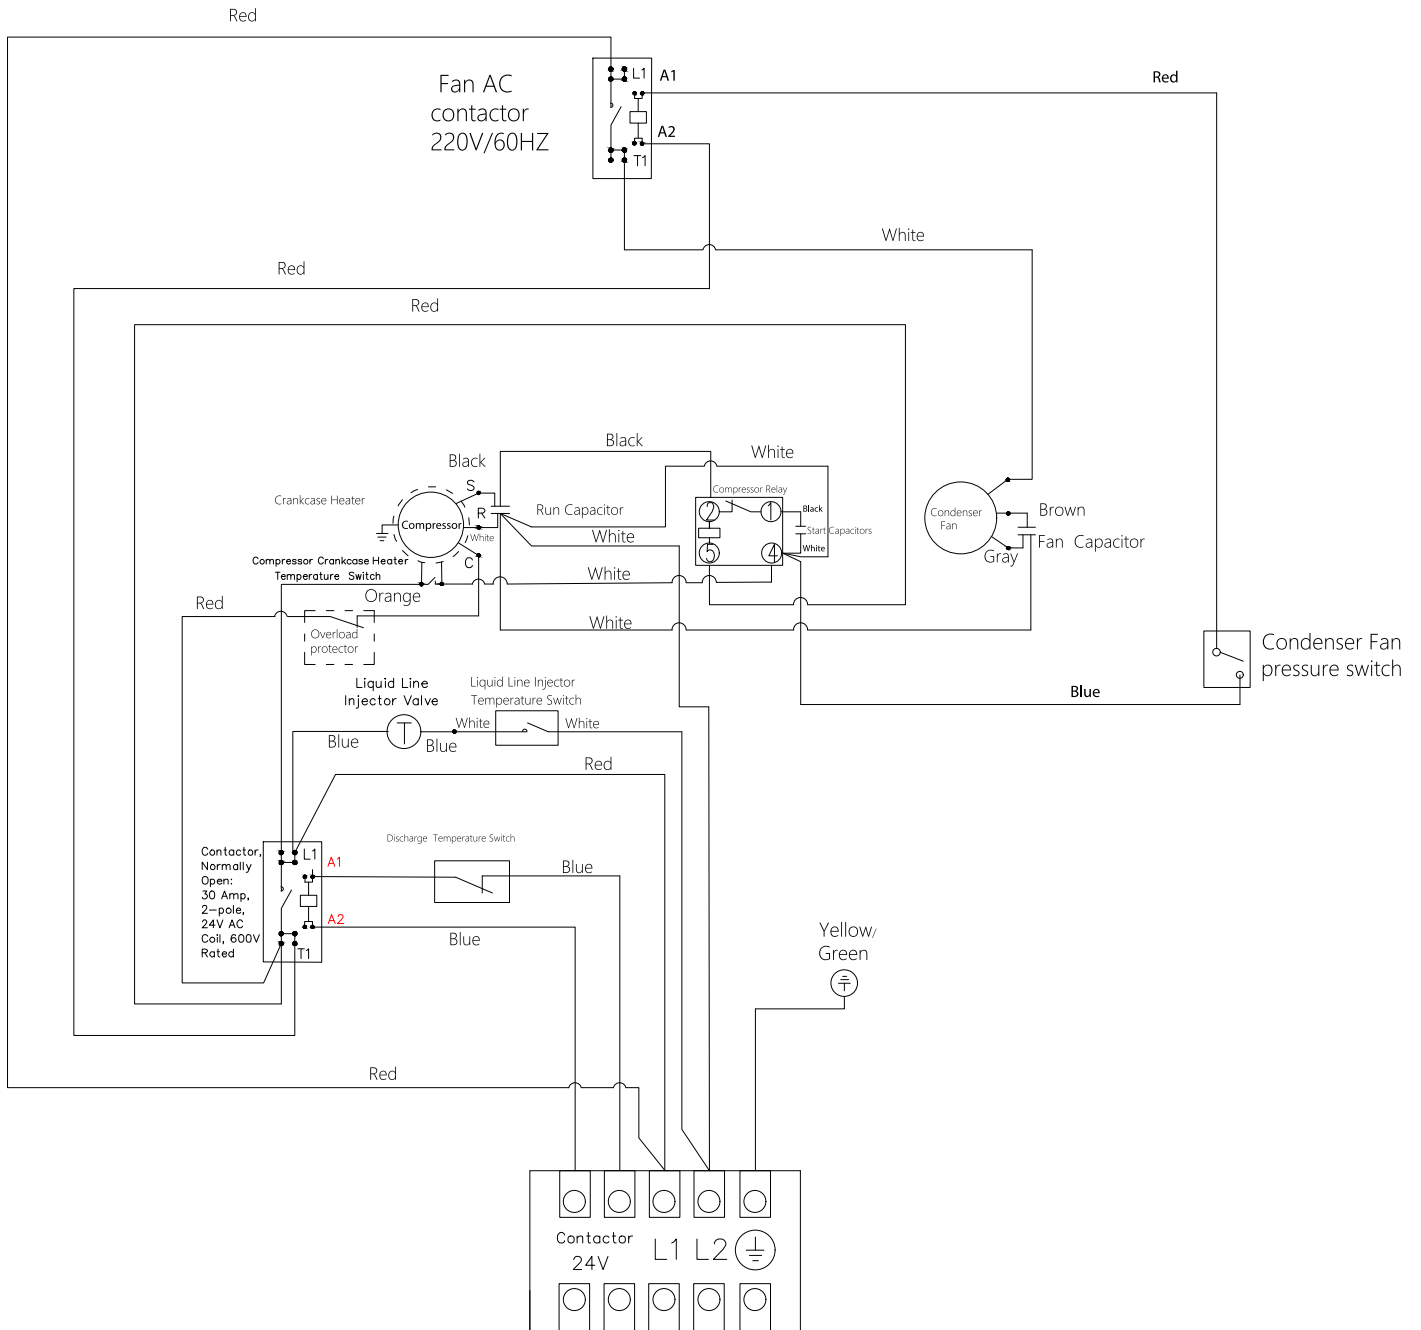 Red
Fan AC
contactor
220V/60HZ
L1
A1
A2
T1
Red
White
Red
Red
Black
White
Black
Crankcase Heater
S
R
White
C
Compressor
Run Capacitor
White
Compressor Relay
2
1
5
4
Black
Start Capacitors
White
Condenser
Fan
Brown
Fan Capacitor
Gray
Compressor Crankcase Heater
Temperature Switch
White
Orange
Red
Overload
protector
White
Condenser Fan
pressure switch
Blue
Liquid Line
Injector Valve
Liquid Line Injector
Temperature Switch
T
Blue
Blue
White
White
Red
Discharge Temperature Switch
Contactor,
Normally
Open:
30 Amp,
2-pole,
24V AC
Coil, 600V
Rated
L1
A1
A2
T1
Blue
Blue
Yellow/
Green
Red
Contactor
24V
L1
L2